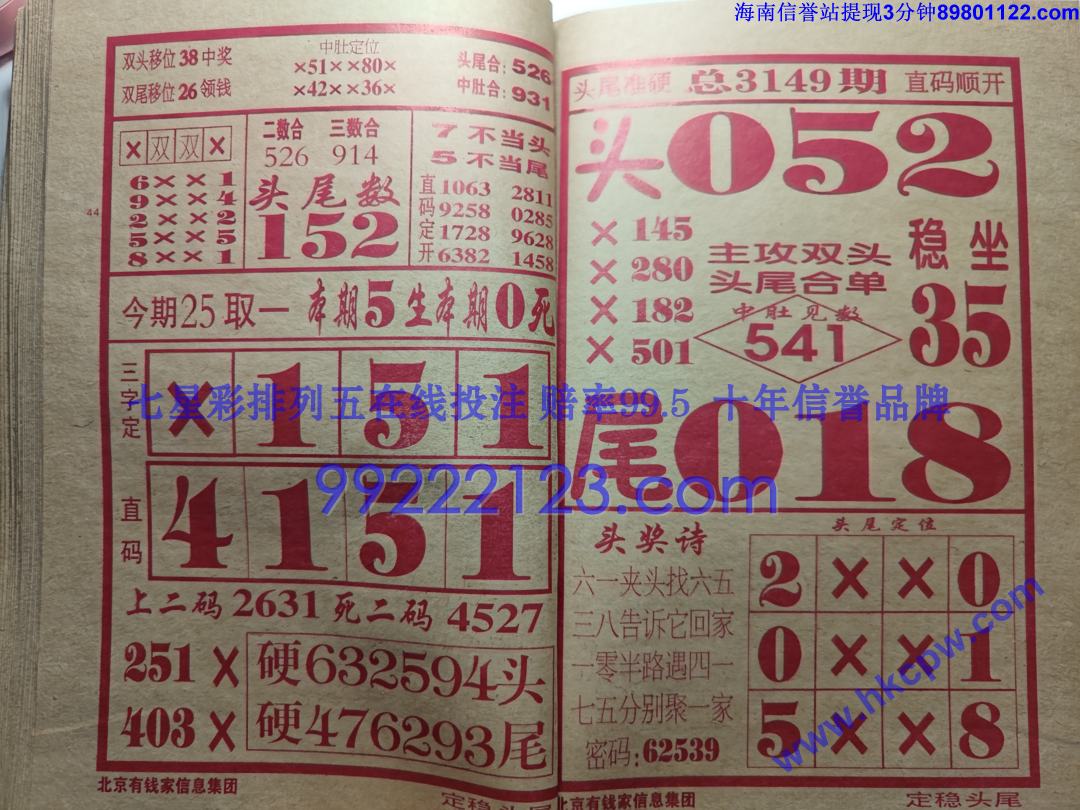 海南信誉站提现3分钟89801122.com
双头移位38中奖
双尾移位26领钱
中肚定位
×51××80×
×42××36×
头尾合:526
中肚合:931
×双双×
6××1
9××4
2××2
5××5
8××1
二数合 三数合
526 914
头尾数
152
7不当头
5不当尾
直码定开
1063 2811
9258 0285
1728 9628
6382 1458
44
今期25取一 本期5生本期0死
三字定
×151
直码
4151
上二码2631死二码4527
251×
403×
硬632594头
硬476293尾
北京有钱家信息集团
定稳头尾
头尾准硬 总3149期 直码顺开
头052
×145
×280
×182
×501
主攻双头
头尾合单
中肚见数
541
稳坐
35
尾018
头奖诗
六一夹头找六五
三八告诉它回家
一零半路遇四一
七五分别聚一家
密码:62539
头尾定位
2××0
0××1
5××8
北京有钱家信息集团
定稳头尾
七星彩排列五在线投注 赔率99.5 十年信誉品牌
99222123.com
www.hkcpw.com